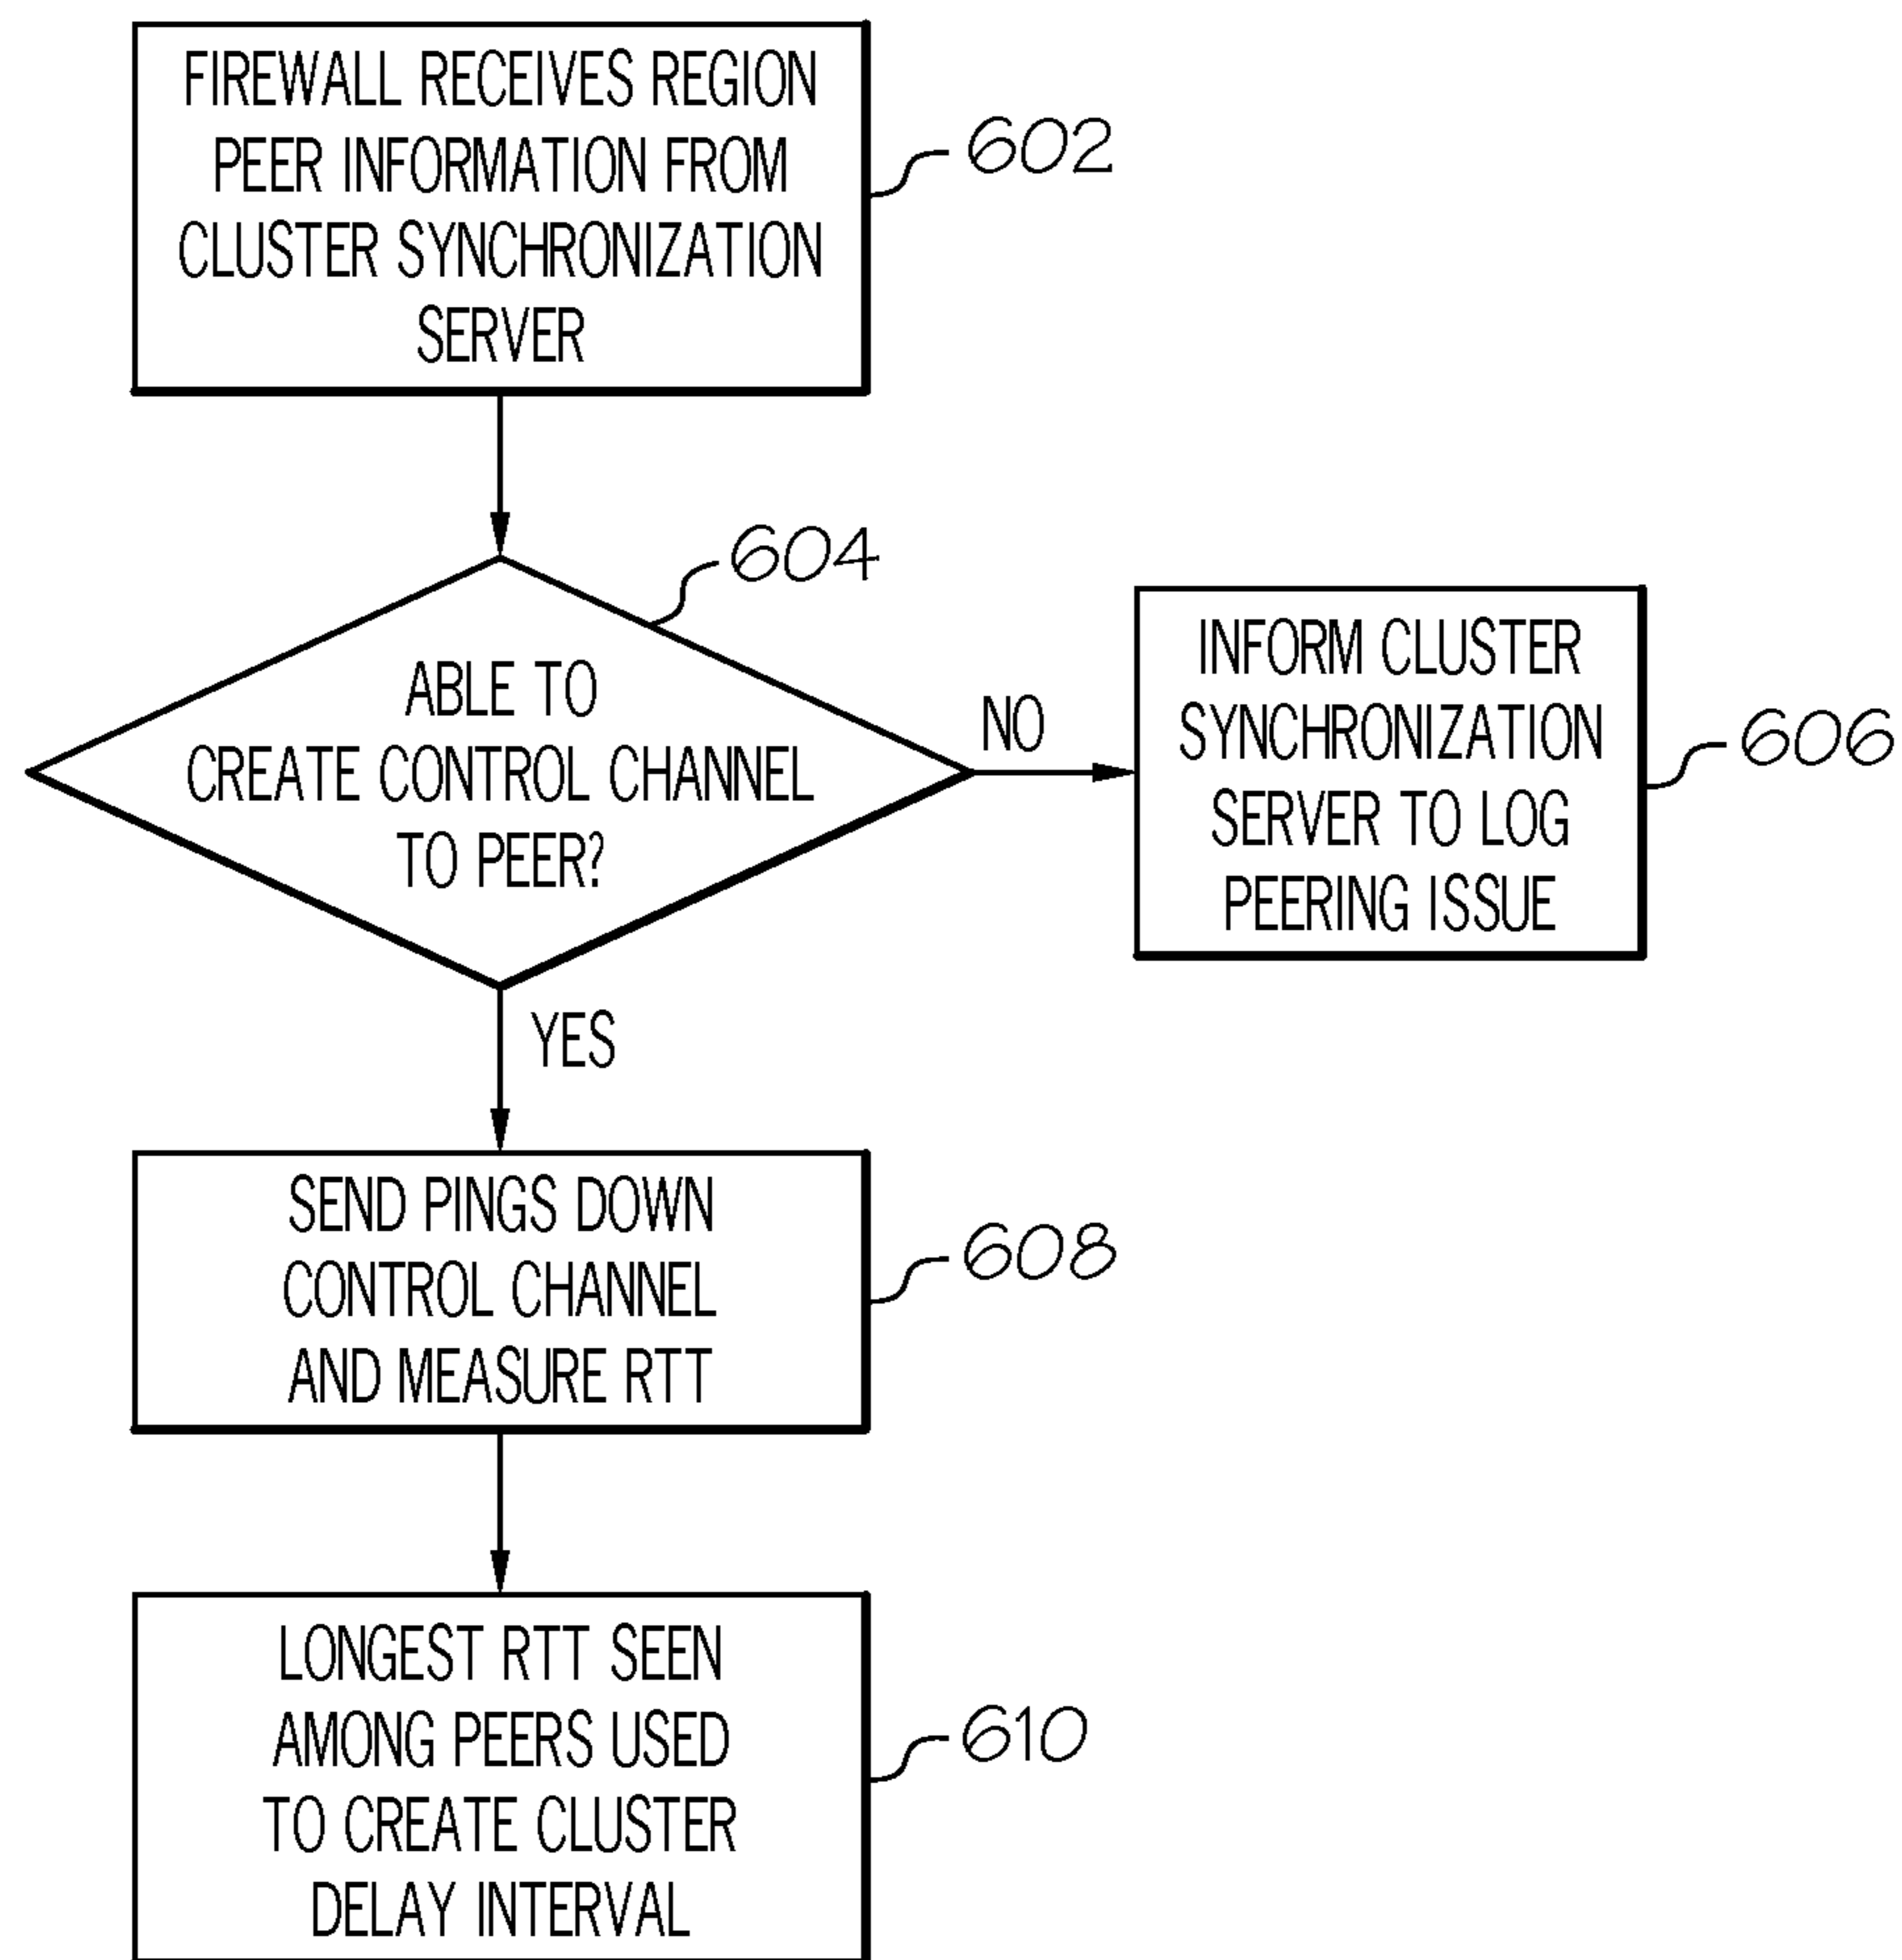 FIREWALL RECEIVES REGION
PEER INFORMATION FROM
CLUSTER SYNCHRONIZATION
SERVER
602
604
ABLE TO
CREATE CONTROL CHANNEL
TO PEER?
NO
INFORM CLUSTER
SYNCHRONIZATION
SERVER TO LOG
PEERING ISSUE
606
YES
SEND PINGS DOWN
CONTROL CHANNEL
AND MEASURE RTT
608
LONGEST RTT SEEN
AMONG PEERS USED
TO CREATE CLUSTER
DELAY INTERVAL
610